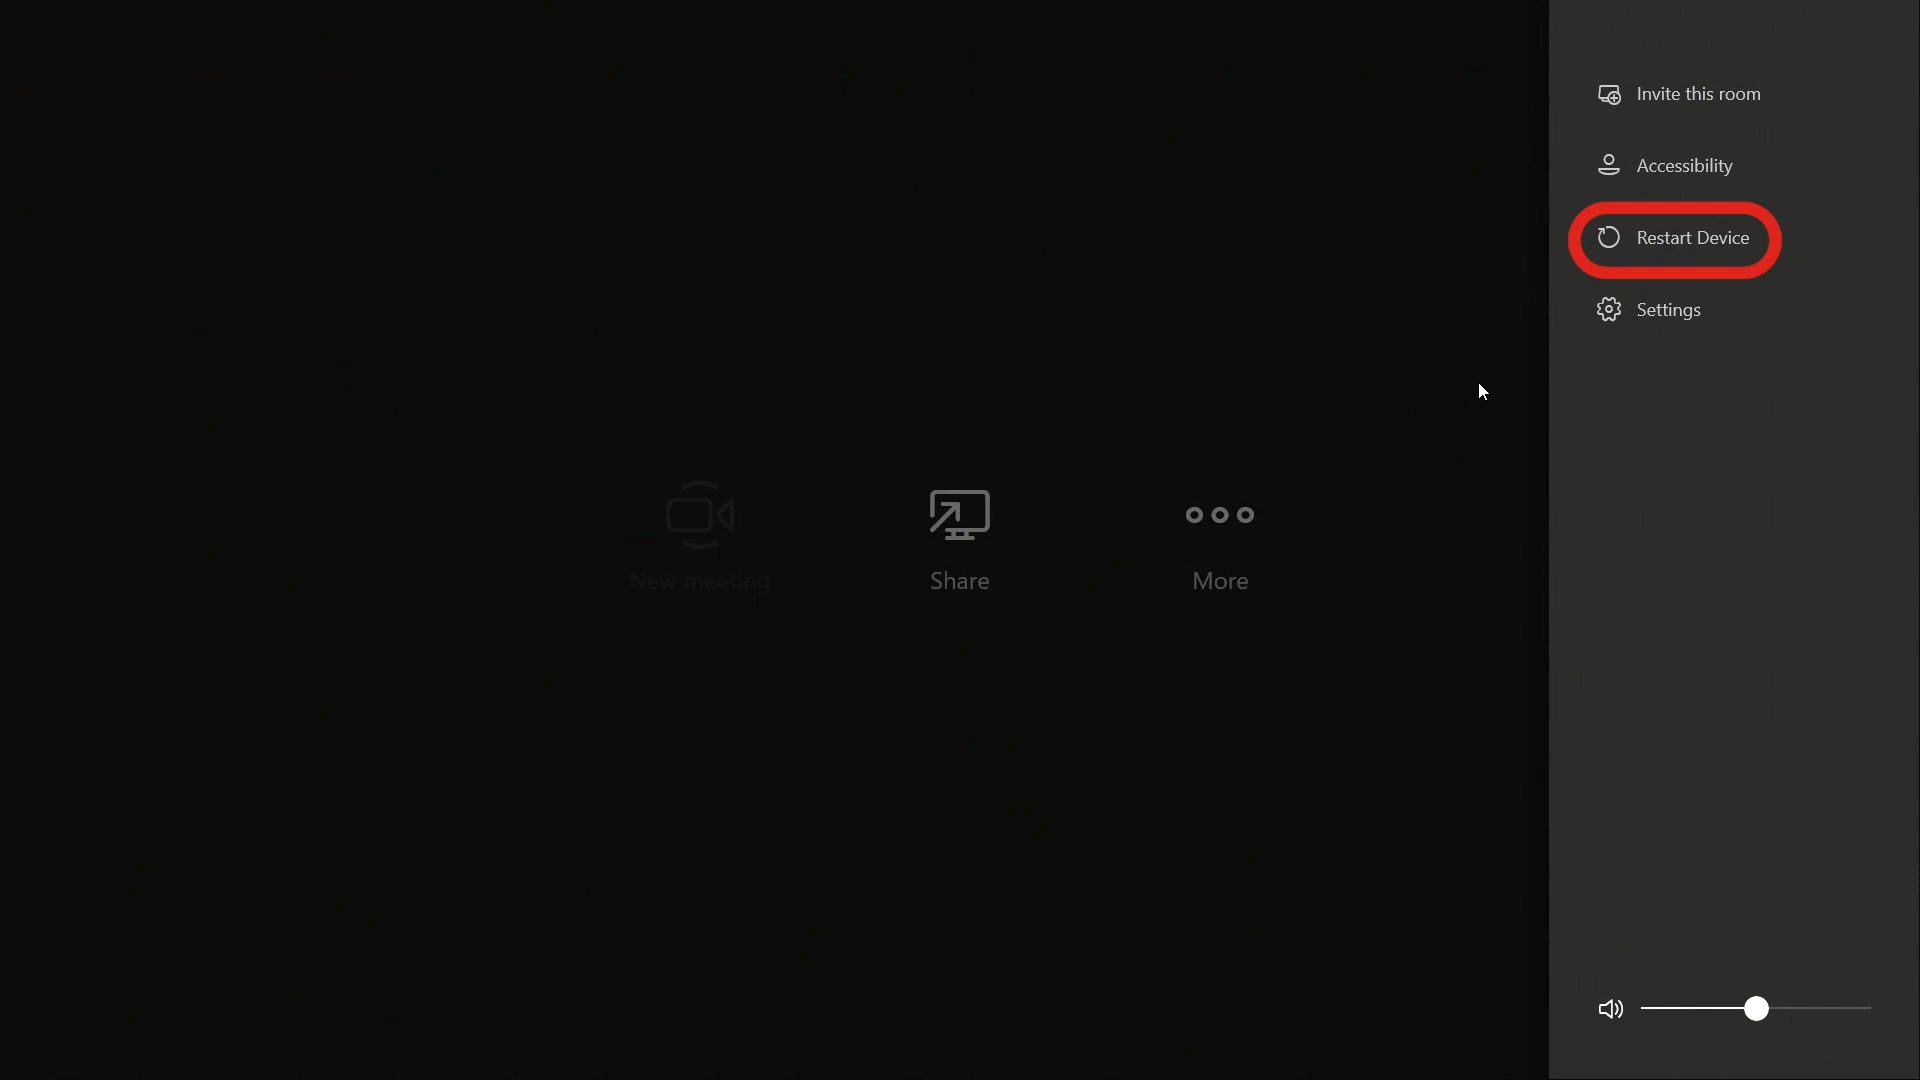 Invite this room
Accessibility
Restart Device
Settings
New meeting
Share
More